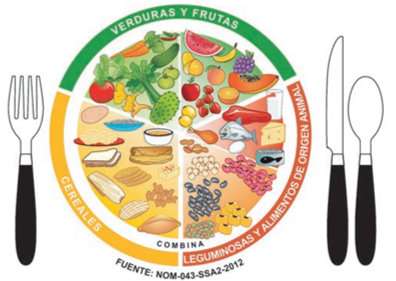 VERDURAS Y FRUTAS
CEREALES
LEGUMINOSAS Y ALIMENTOS DE ORIGEN ANIMAL
COMBINA
FUENTE: NOM-043-SSA2-2012